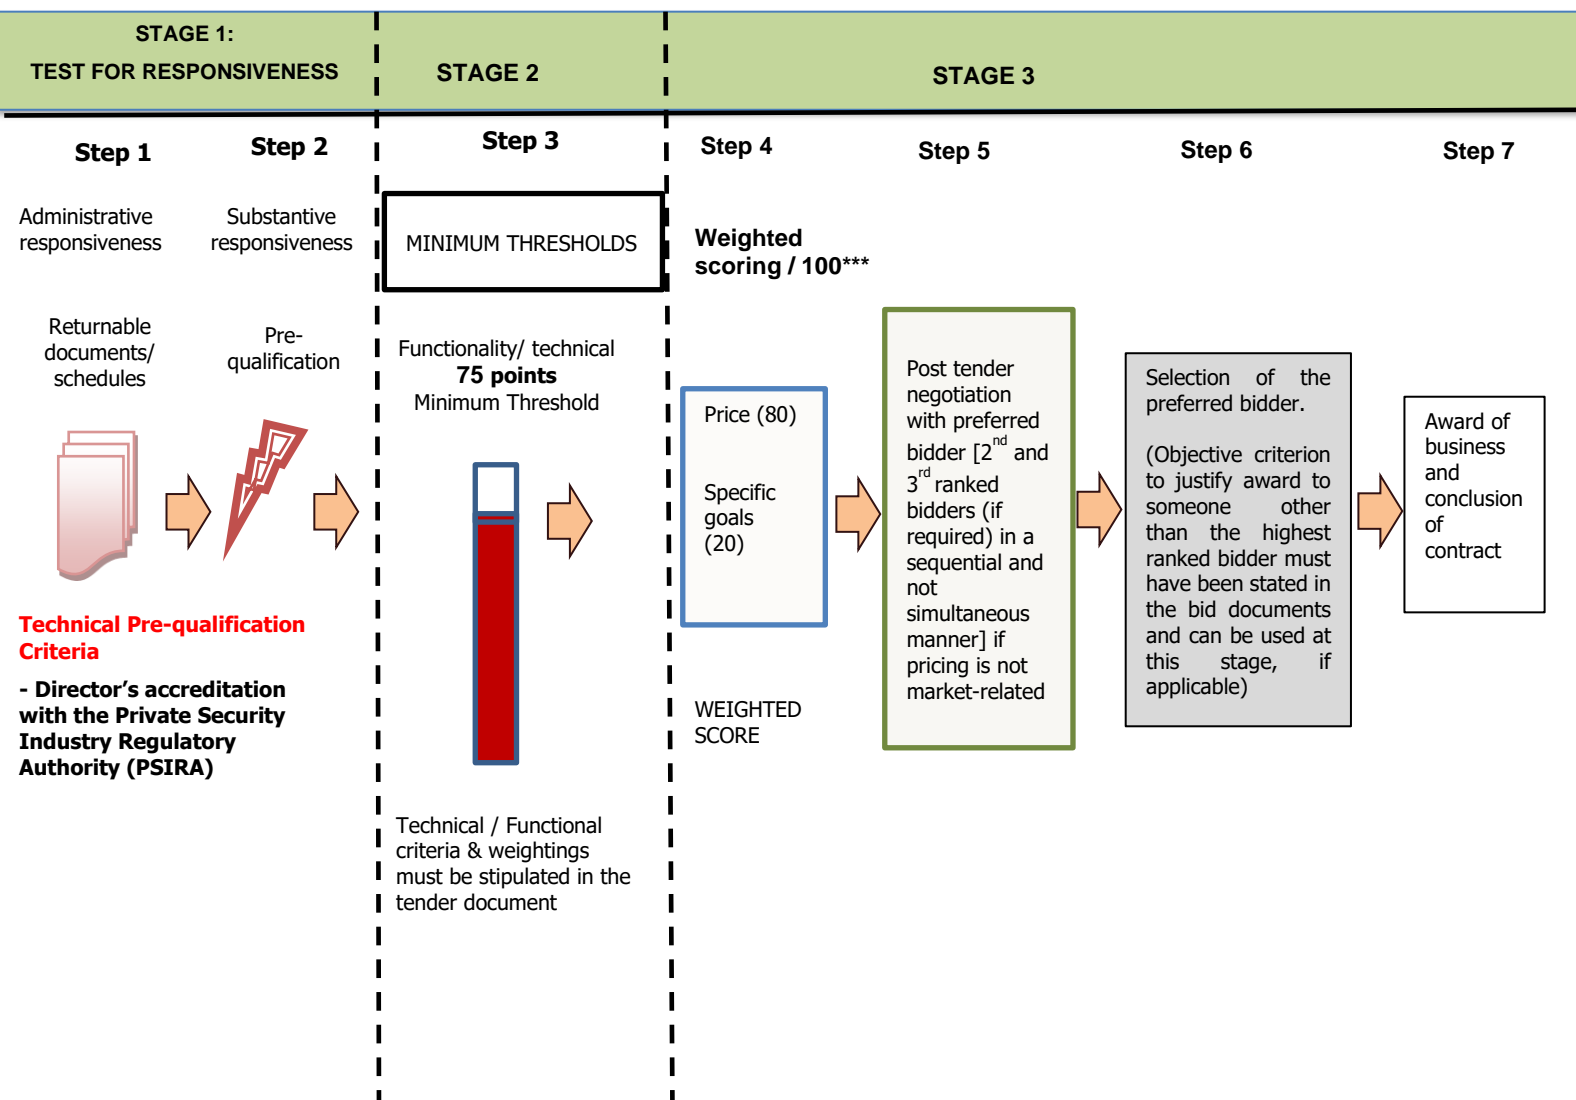 STAGE 1:
TEST FOR RESPONSIVENESS
STAGE 2
STAGE 3
Step 1
Step 2
Step 3
Step 4
Step 5
Step 6
Step 7
Administrative
responsiveness
Substantive
responsiveness
MINIMUM THRESHOLDS
Weighted
scoring / 100***
Returnable
documents/
schedules
Pre-
qualification
Functionality/ technical
75 points
Minimum Threshold
Price (80)
Specific
goals
(20)
Post tender
negotiation
with preferred
bidder [2nd and
3rd ranked
bidders (if
required) in a
sequential and
not
simultaneous
manner] if
pricing is not
market-related
Selection of the
preferred bidder.
(Objective criterion
to justify award to
someone other
than the highest
ranked bidder must
have been stated in
the bid documents
and can be used at
this stage, if
applicable)
Award of
business
and
conclusion
of
contract
Technical Pre-qualification
Criteria
- Director's accreditation
with the Private Security
Industry Regulatory
Authority (PSIRA)
WEIGHTED
SCORE
Technical / Functional
criteria & weightings
must be stipulated in the
tender document